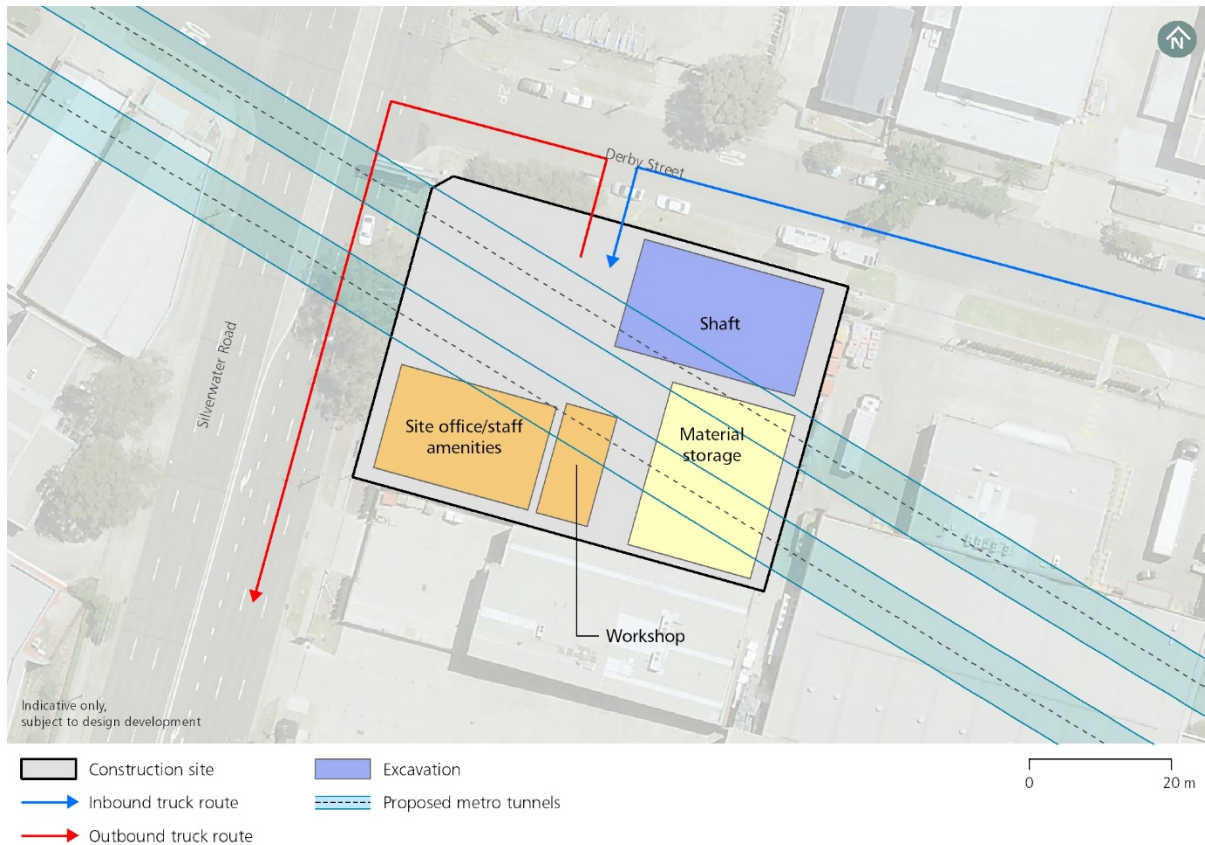 N
Derby Street
Silverwater Road
Shaft
Site office/staff
amenities
Material
storage
Workshop
Indicative only,
subject to design development
Construction site
Inbound truck route
Outbound truck route
Excavation
Proposed metro tunnels
0
20 m